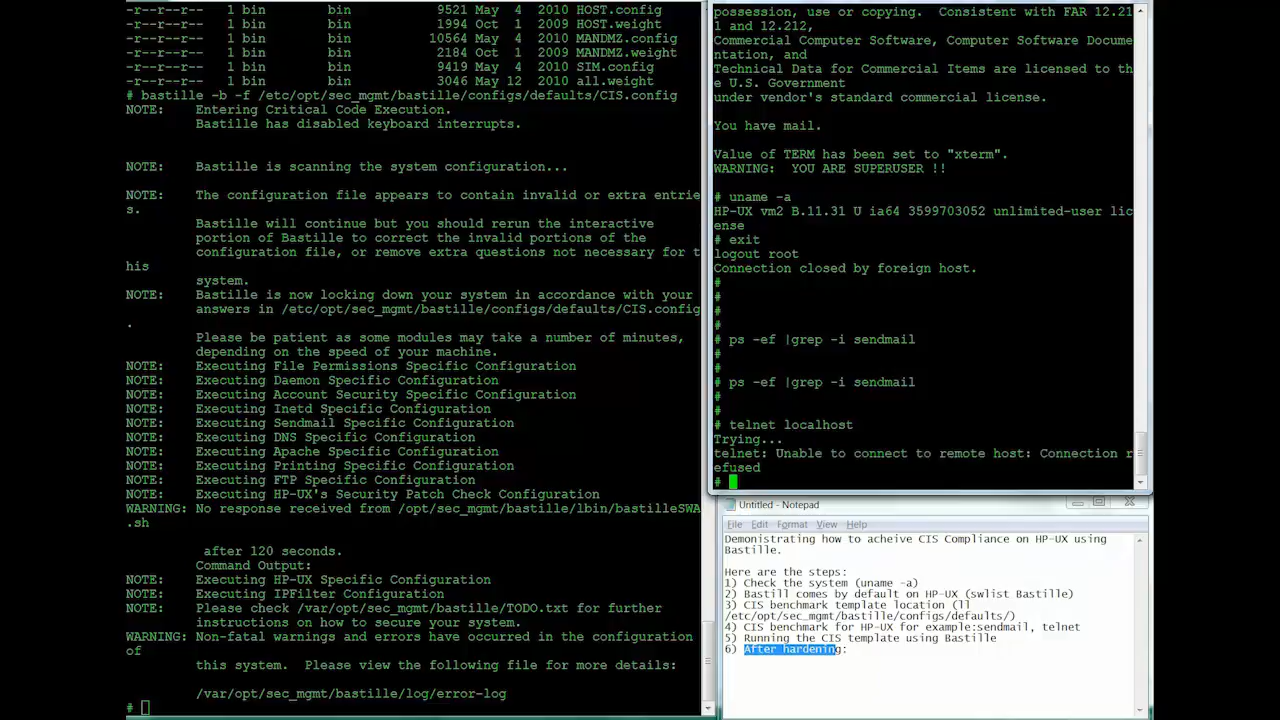 -r--r--r--   1 bin        bin           9521 May  4  2010 HOST.config
-r--r--r--   1 bin        bin           1994 Oct  1  2009 HOST.weight
-r--r--r--   1 bin        bin          10564 May  4  2010 MANDMZ.config
-r--r--r--   1 bin        bin           2184 Oct  1  2009 MANDMZ.weight
-r--r--r--   1 bin        bin           9419 May  4  2010 SIM.config
-r--r--r--   1 bin        bin           3046 May 12  2010 all.weight
# bastille -b -f /etc/opt/sec_mgmt/bastille/configs/defaults/CIS.config
NOTE:    Entering Critical Code Execution.
         Bastille has disabled keyboard interrupts.
NOTE:    Bastille is scanning the system configuration...
NOTE:    The configuration file appears to contain invalid or extra entrie
s.
         Bastille will continue but you should rerun the interactive
         portion of Bastille to correct the invalid portions of the
         configuration file, or remove extra questions not necessary for t
his
         system.
NOTE:    Bastille is now locking down your system in accordance with your
         answers in /etc/opt/sec_mgmt/bastille/configs/defaults/CIS.config
.
         Please be patient as some modules may take a number of minutes,
         depending on the speed of your machine.
NOTE:    Executing File Permissions Specific Configuration
NOTE:    Executing Daemon Specific Configuration
NOTE:    Executing Account Security Specific Configuration
NOTE:    Executing Inetd Specific Configuration
NOTE:    Executing Sendmail Specific Configuration
NOTE:    Executing DNS Specific Configuration
NOTE:    Executing Apache Specific Configuration
NOTE:    Executing Printing Specific Configuration
NOTE:    Executing FTP Specific Configuration
NOTE:    Executing HP-UX's Security Patch Check Configuration
WARNING: No response received from /opt/sec_mgmt/bastille/lbin/bastilleSWA
.sh
          after 120 seconds.
         Command Output:
NOTE:    Executing HP-UX Specific Configuration
NOTE:    Executing IPFilter Configuration
NOTE:    Please check /var/opt/sec_mgmt/bastille/TODO.txt for further
         instructions on how to secure your system.
WARNING: Non-fatal warnings and errors have occurred in the configuration
of
         this system.  Please view the following file for more details:
         /var/opt/sec_mgmt/bastille/log/error-log
#
possession, use or copying.  Consistent with FAR 12.21
1 and 12.212,
Commercial Computer Software, Computer Software Docume
ntation, and
Technical Data for Commercial Items are licensed to th
e U.S. Government
under vendor's standard commercial license.
You have mail.
Value of TERM has been set to "xterm".
WARNING:  YOU ARE SUPERUSER !!
# uname -a
HP-UX vm2 B.11.31 U ia64 3599703052 unlimited-user lic
ense
# exit
logout root
Connection closed by foreign host.
#
#
#
#
# ps -ef |grep -i sendmail
#
#
# ps -ef |grep -i sendmail
#
#
# telnet localhost
Trying...
telnet: Unable to connect to remote host: Connection r
efused
#
Untitled - Notepad
File Edit Format View Help
Demonstrating how to acheive CIS Compliance on HP-UX using
Bastille.
Here are the steps:
1) Check the system (uname -a)
2) Bastill comes by default on HP-UX (swlist Bastille)
3) CIS benchmark template location (ll
/etc/opt/sec_mgmt/bastille/configs/defaults/)
4) CIS benchmark for HP-UX for example:sendmail, telnet
5) Running the CIS template using Bastille
6) After hardening: